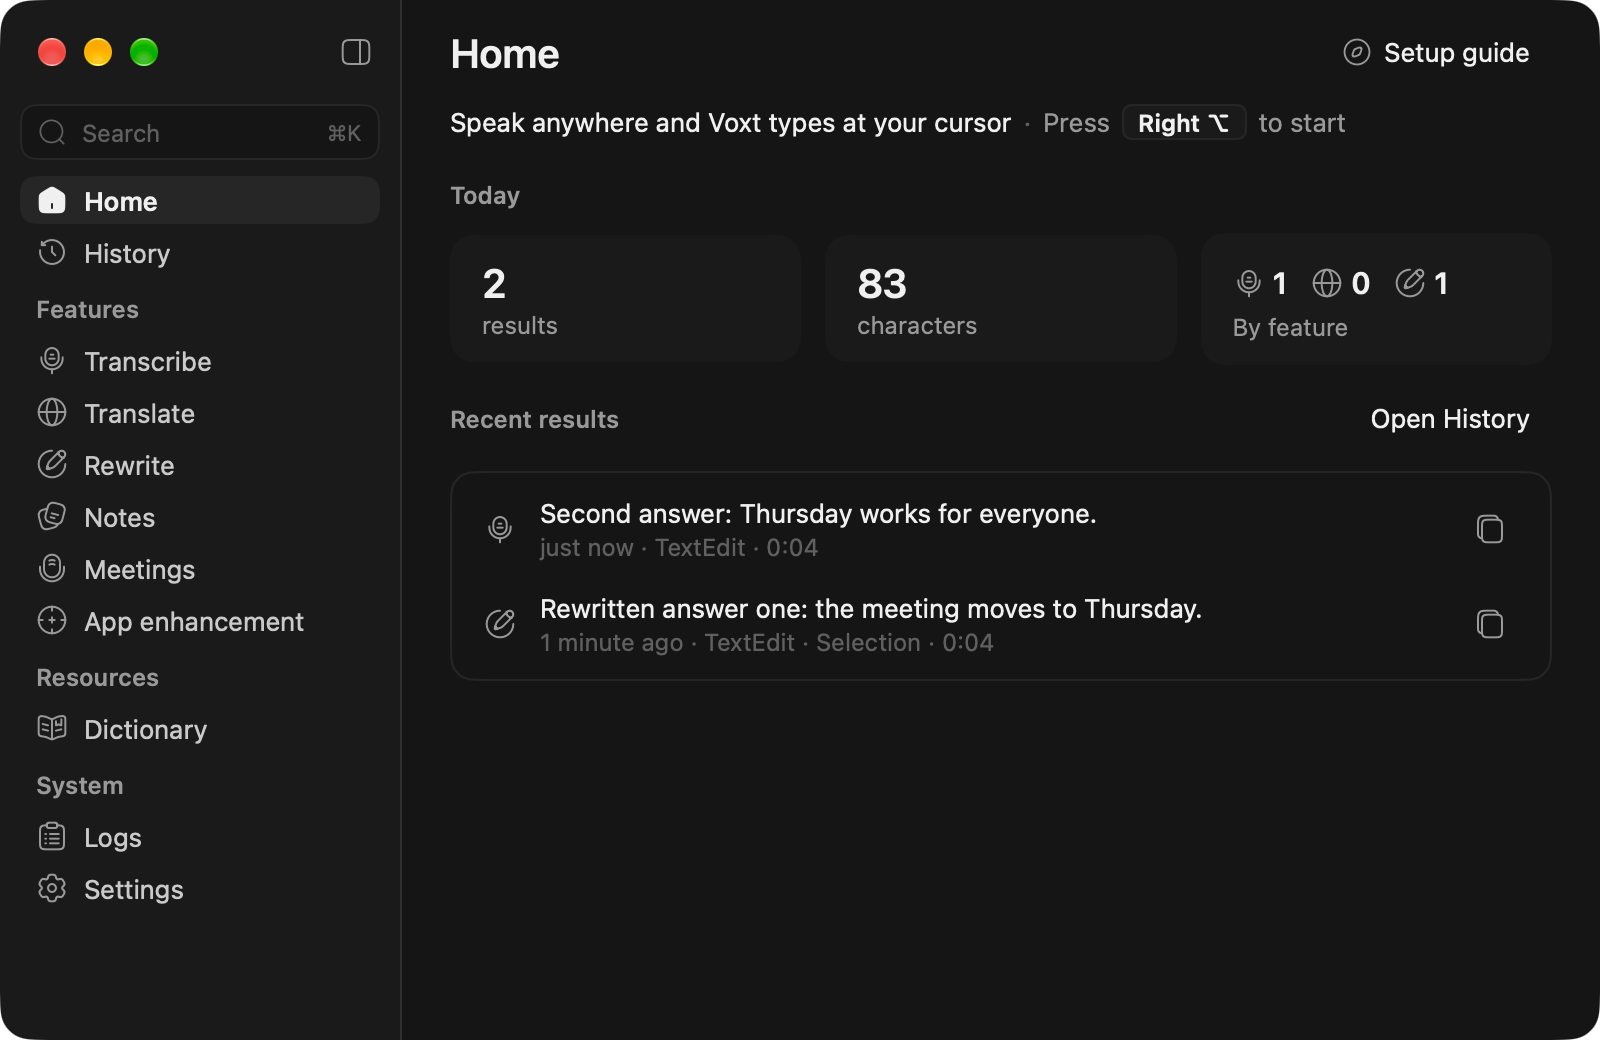 Search ⌘K
Home
History
Features
Transcribe
Translate
Rewrite
Notes
Meetings
App enhancement
Resources
Dictionary
System
Logs
Settings
Home
Setup guide
Speak anywhere and Voxt types at your cursor · Press Right ⌥ to start
Today
2
results
83
characters
1 0 1
By feature
Recent results
Open History
Second answer: Thursday works for everyone.
just now · TextEdit · 0:04
Rewritten answer one: the meeting moves to Thursday.
1 minute ago · TextEdit · Selection · 0:04